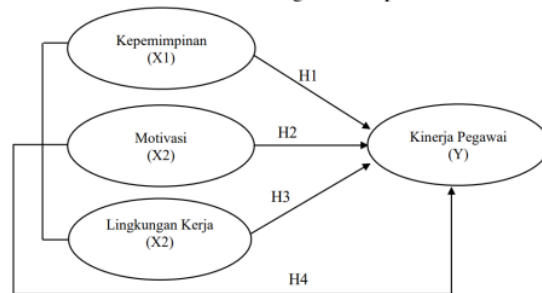 Kepemimpinan
(X1)
H1
Motivasi
(X2)
H2
Kinerja Pegawai
(Y)
H3
Lingkungan Kerja
(X2)
H4